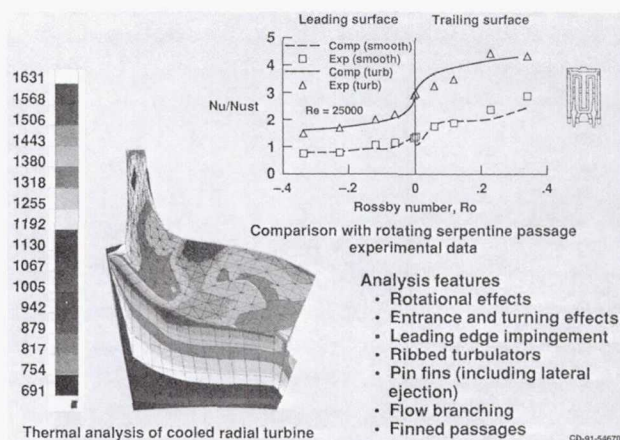 Leading surface
Trailing surface
5
4
3
2
1
0
Nu/Nust
Comp (smooth)
Exp (smooth)
Comp (turb)
Exp (turb)
Re = 25000
–.4
–.2
0
.2
.4
Rossby number, Ro
Comparison with rotating serpentine passage
experimental data
1631
1568
1506
1443
1380
1318
1255
1192
1130
1067
1005
942
879
817
754
691
Thermal analysis of cooled radial turbine
Analysis features
• Rotational effects
• Entrance and turning effects
• Leading edge impingement
• Ribbed turbulators
• Pin fins (including lateral
ejection)
• Flow branching
• Finned passages
CD-91-54670